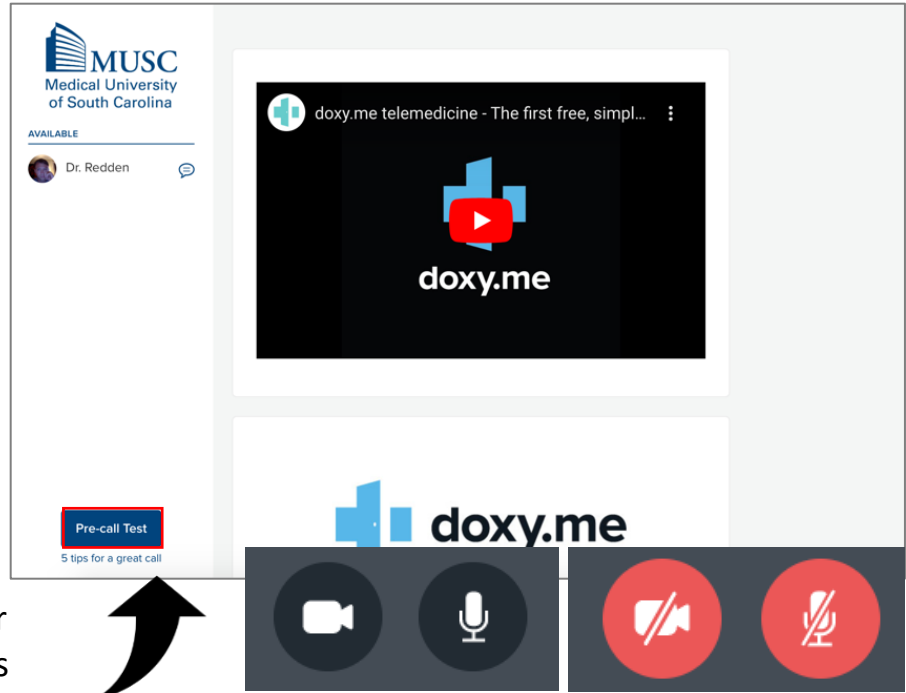 MUSC
Medical University
of South Carolina
AVAILABLE
Dr. Redden
doxy.me telemedicine - The first free, simpl...
doxy.me
doxy.me
Pre-call Test
5 tips for a great call
r
s